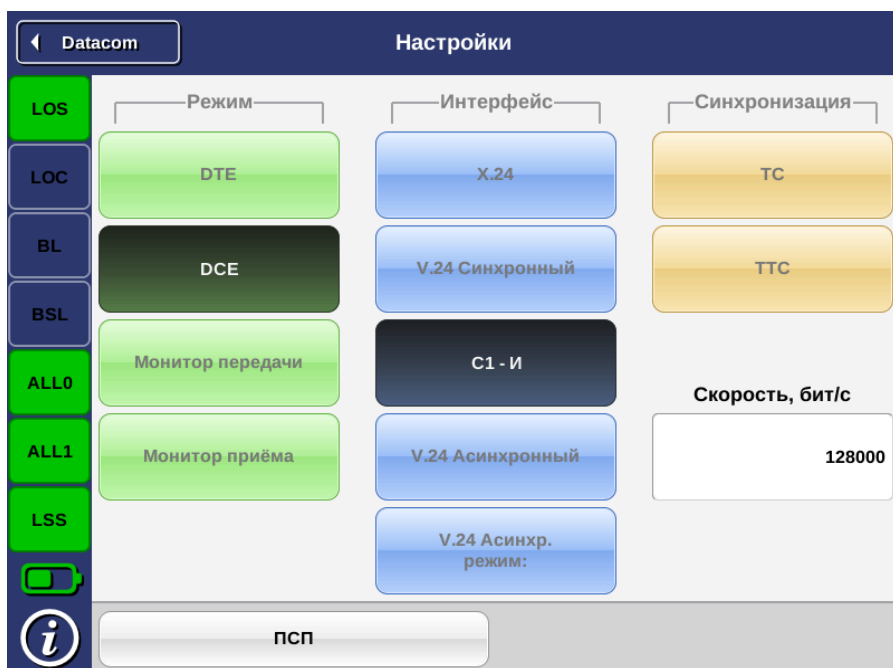 Datacom
Настройки
LOS
LOC
BL
BSL
ALL0
ALL1
LSS
Режим
DTE
DCE
Монитор передачи
Монитор приёма
Интерфейс
X.24
V.24 Синхронный
С1 - И
V.24 Асинхронный
V.24 Асинхр.
режим:
Синхронизация
TC
TTC
Скорость, бит/с
128000
i
ПСП